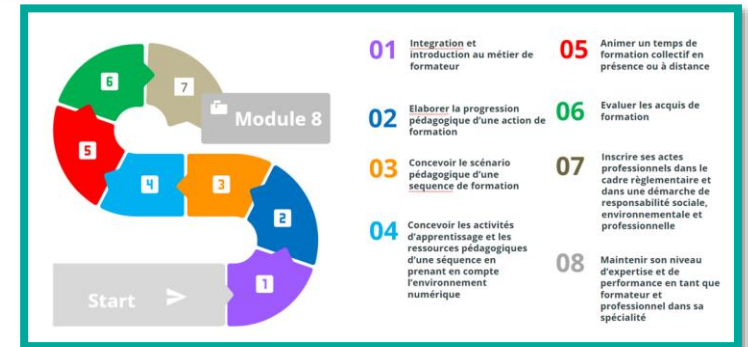 6
7
Module 8
5
4
3
2
1
Start
01
Integration et
introduction au métier de
formateur
02
Elaborer la progression
pédagogique d'une action de
formation
03
Concevoir le scénario
pédagogique d'une
sequence de formation
04
Concevoir les activités
d'apprentissage et les
ressources pédagogiques
d'une séquence en
prenant en compte
l'environnement
numérique
05
Animer un temps de
formation collectif en
présence ou à distance
06
Evaluer les acquis de
formation
07
Inscrire ses actes
professionnels dans le
cadre règlementaire et
dans une démarche de
responsabilité sociale,
environnementale et
professionnelle
08
Maintenir son niveau
d'expertise et de
performance en tant que
formateur et
professionnel dans sa
spécialité